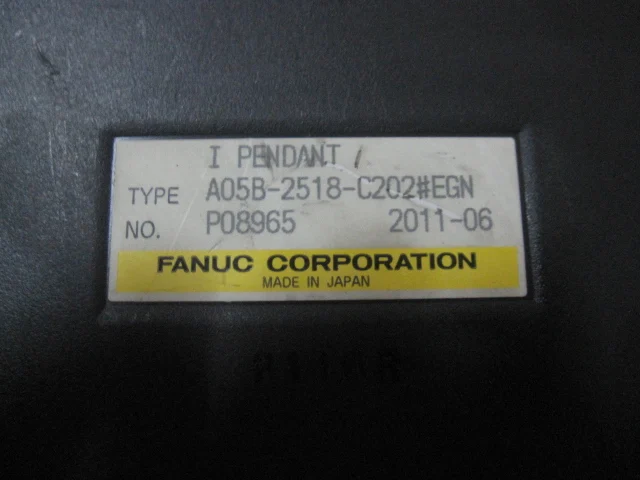 I PENDANT
TYPE A05B-2518-C202#EGN
NO. P08965 2011-06
FANUC CORPORATION
MADE IN JAPAN